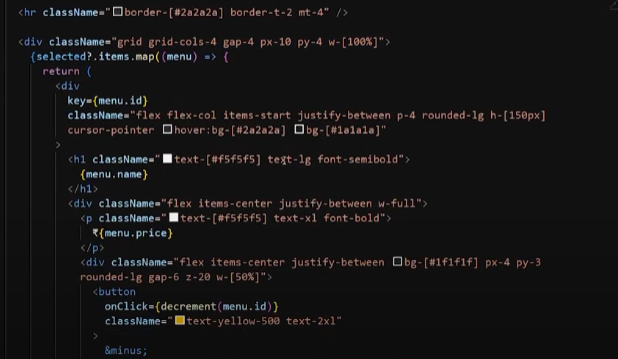 <hr className="border-[#2a2a2a] border-t-2 mt-4" />
<div className="grid grid-cols-4 gap-4 px-10 py-4 w-[100%]">
{selected?.items.map((menu) => {
return (
<div
key={menu.id}
className="flex flex-col items-start justify-between p-4 rounded-lg h-[150px]
cursor-pointer hover:bg-[#2a2a2a] bg-[#1a1a1a]"
>
<h1 className="text-[#f5f5f5] text-lg font-semibold">
{menu.name}
</h1>
<div className="flex items-center justify-between w-full">
<p className="text-[#f5f5f5] text-xl font-bold">
₹{menu.price}
</p>
<div className="flex items-center justify-between bg-[#1f1f1f] px-4 py-3
rounded-lg gap-6 z-20 w-[50%]">
<button
onClick={decrement(menu.id)}
className="text-yellow-500 text-2xl"
>
&minus;